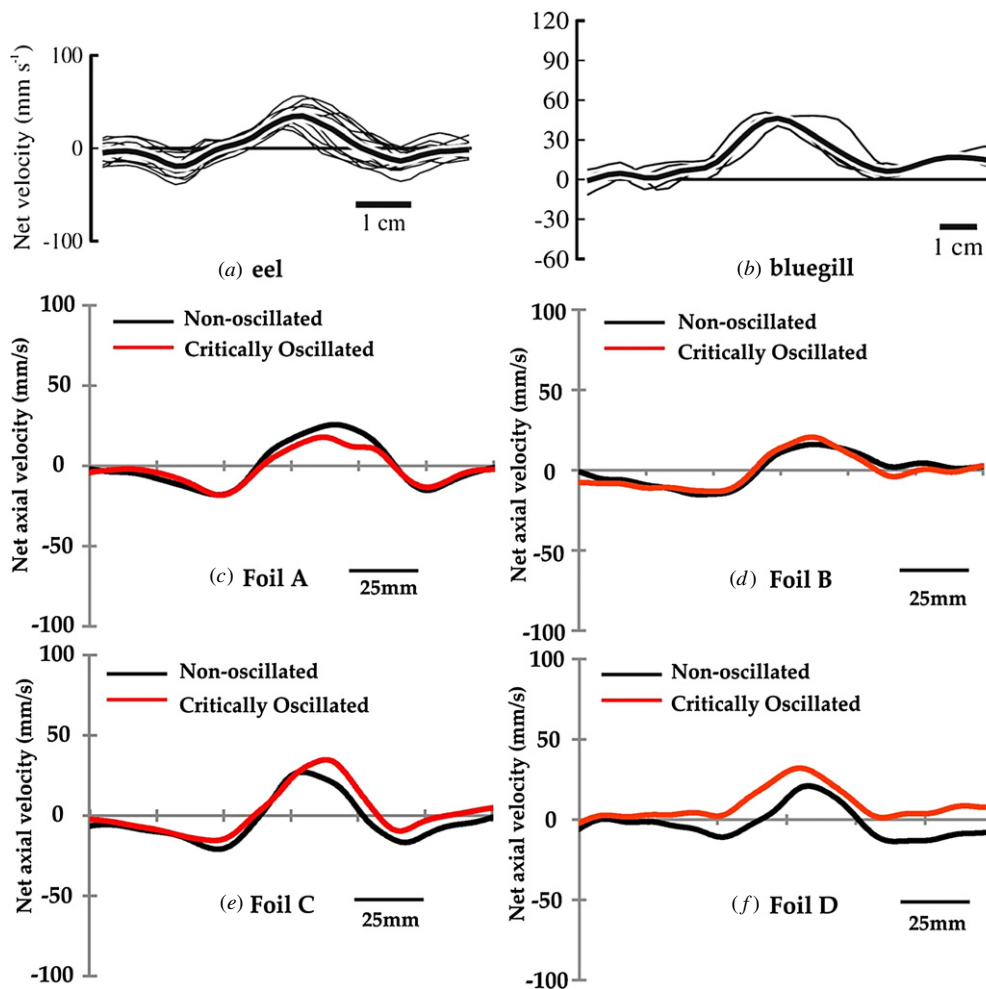 Net velocity (mm s⁻¹)
100
0
-100
1 cm
(a) eel
120
90
60
30
0
-30
-60
1 cm
(b) bluegill
Net axial velocity (mm/s)
100
50
0
-50
-100
Non-oscillated
Critically Oscillated
(c) Foil A
25mm
Net axial velocity (mm/s)
100
50
0
-50
-100
Non-oscillated
Critically Oscillated
(d) Foil B
25mm
Net axial velocity (mm/s)
100
50
0
-50
-100
Non-oscillated
Critically Oscillated
(e) Foil C
25mm
Net axial velocity (mm/s)
100
50
0
-50
-100
Non-oscillated
Critically Oscillated
(f) Foil D
25mm